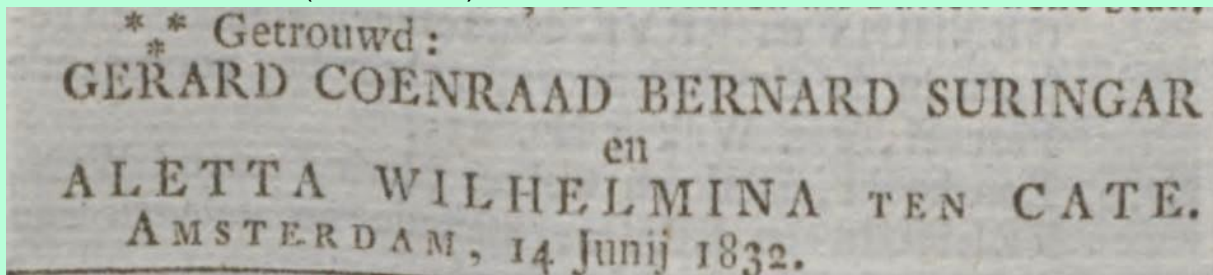 *** Getrouwd:
GERARD COENRAAD BERNARD SURINGAR
en
ALETTA WILHELMINA TEN CATE.
AMSTERDAM, 14 Junij 1832.